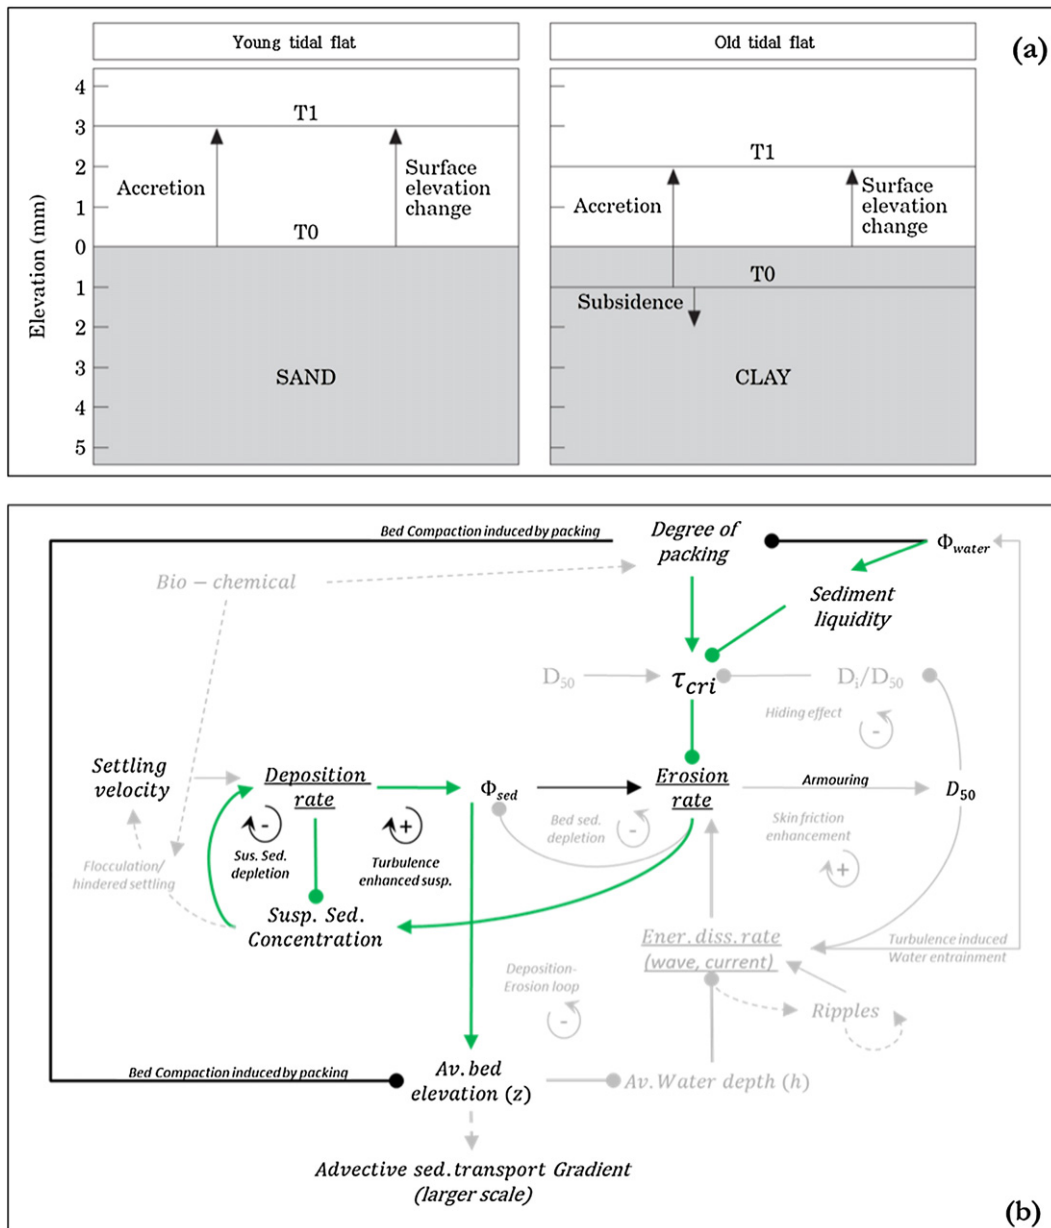 Young tidal flat
Old tidal flat
(a)
Elevation (mm)
4
3
2
1
0
1
2
3
4
5
T1
Accretion
Surface
elevation
change
T0
SAND
T1
Accretion
Surface
elevation
change
T0
Subsidence
CLAY
Bed Compaction induced by packing
Degree of
packing
Φwater
Bio − chemical
Sediment
liquidity
D50
τcri
Di/D50
Hiding effect
-
Settling
velocity
Deposition
rate
Φsed
Erosion
rate
Armouring
D50
-
Sus. Sed.
depletion
+
Turbulence
enhanced susp.
Bed sed.
depletion
-
Skin friction
enhancement
+
Flocculation/
hindered settling
Susp. Sed.
Concentration
Ener. diss. rate
(wave, current)
Turbulence induced
Water entrainment
Deposition-
Erosion loop
-
Ripples
Bed Compaction induced by packing
Av. bed
elevation (z)
Av. Water depth (h)
Advective sed. transport Gradient
(larger scale)
(b)